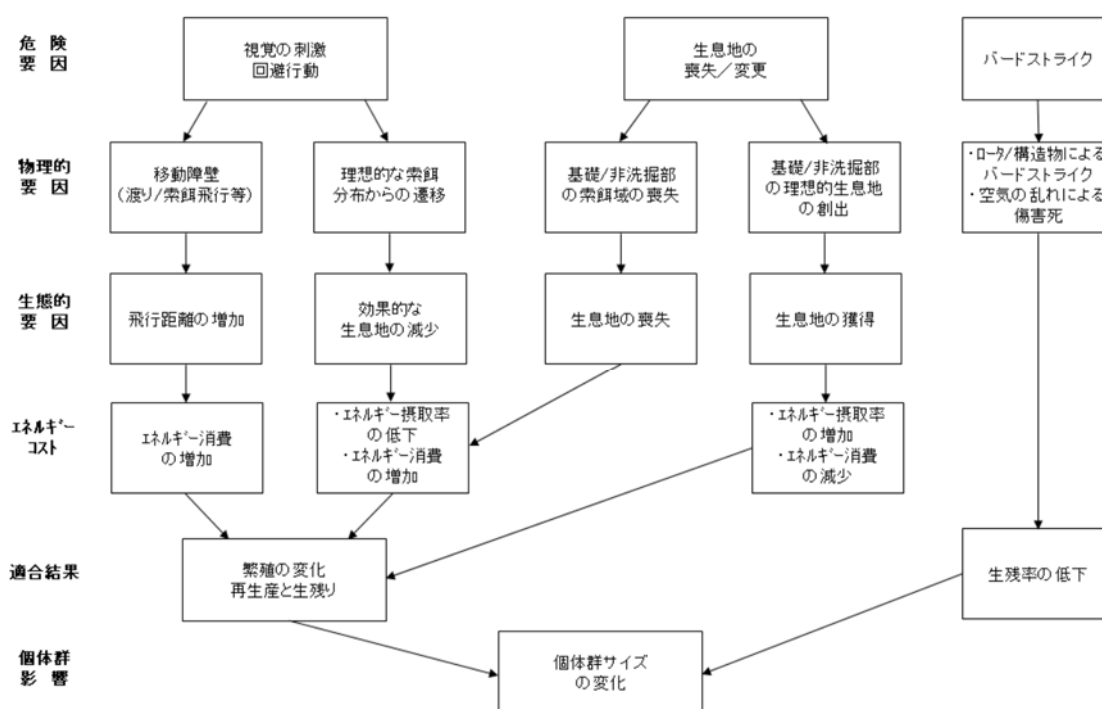 危 険
要 因
視覚の刺激
回避行動
生息地の
喪失／変更
バードストライク
物理的
要 因
移動障壁
(渡り/索餌飛行等)
理想的な索餌
分布からの遷移
基礎/非洗掘部
の索餌域の喪失
基礎/非洗掘部
の理想的生息地
の創出
・ロータ/構造物による
バードストライク
・空気の乱れによる
傷害死
生態的
要 因
飛行距離の増加
効果的な
生息地の減少
生息地の喪失
生息地の獲得
エネルギー
コスト
エネルギー消費
の増加
・エネルギー摂取率
の低下
・エネルギー消費
の増加
・エネルギー摂取率
の増加
・エネルギー消費
の減少
適合結果
繁殖の変化
再生産と生残り
生残率の低下
個体群
影 響
個体群サイズ
の変化